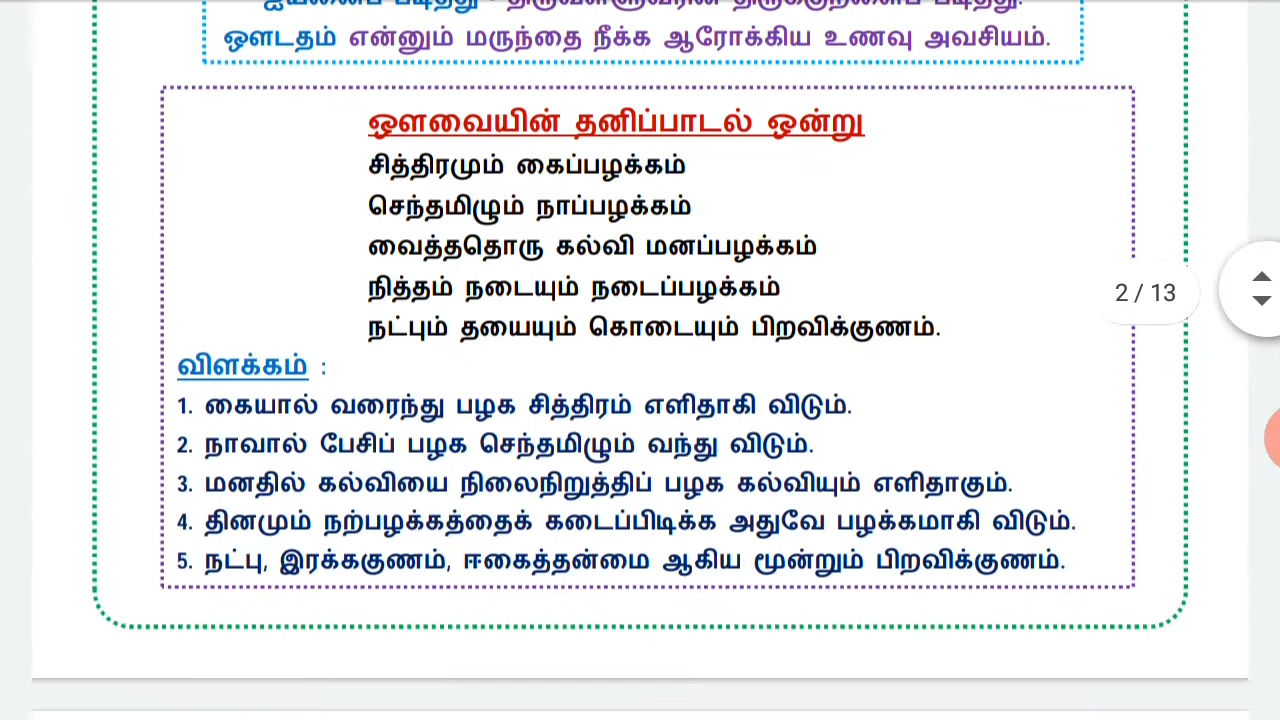 ஔடதம் என்னும் மருந்தை நீக்க ஆரோக்கிய உணவு அவசியம்.
ஔவையின் தனிப்பாடல் ஒன்று
சித்திரமும் கைப்பழக்கம்
செந்தமிழும் நாப்பழக்கம்
வைத்ததொரு கல்வி மனப்பழக்கம்
நித்தம் நடையும் நடைப்பழக்கம்
நட்பும் தயையும் கொடையும் பிறவிக்குணம்.
2 / 13
விளக்கம் :
1. கையால் வரைந்து பழக சித்திரம் எளிதாகி விடும்.
2. நாவால் பேசிப் பழக செந்தமிழும் வந்து விடும்.
3. மனதில் கல்வியை நிலைநிறுத்திப் பழக கல்வியும் எளிதாகும்.
4. தினமும் நற்பழக்கத்தைக் கடைப்பிடிக்க அதுவே பழக்கமாகி விடும்.
5. நட்பு, இரக்ககுணம், ஈகைத்தன்மை ஆகிய மூன்றும் பிறவிக்குணம்.